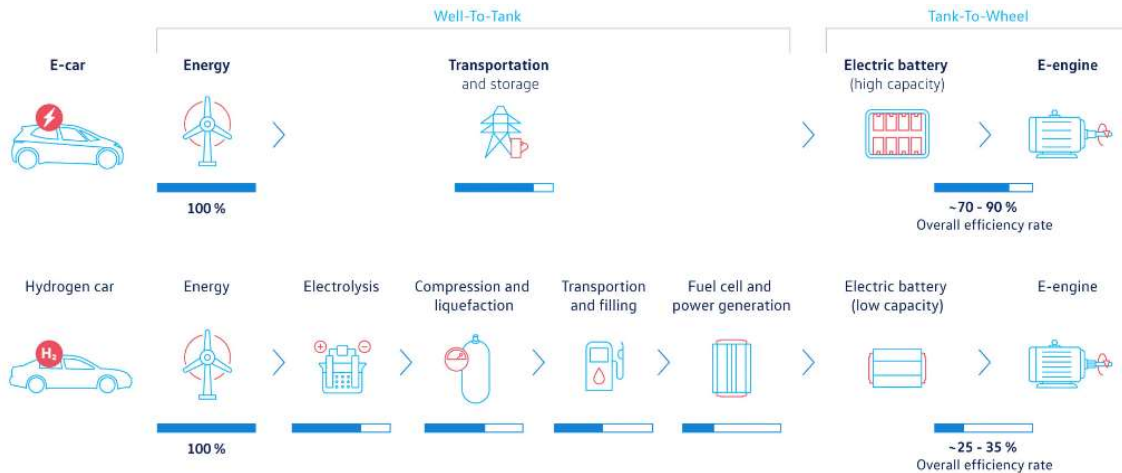 Well-To-Tank
Tank-To-Wheel
E-car
Energy
Transportation
and storage
Electric battery
(high capacity)
E-engine
100 %
~70 - 90 %
Overall efficiency rate
Hydrogen car
Energy
Electrolysis
Compression and
liquefaction
Transportion
and filling
Fuel cell and
power generation
Electric battery
(low capacity)
E-engine
H₂
100 %
~25 - 35 %
Overall efficiency rate